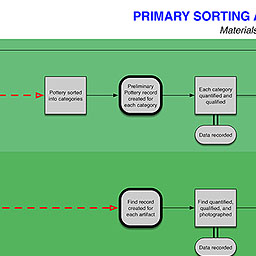 PRIMARY SORTING
Materials
Pottery sorted
into categories
Preliminary
Pottery record
created for
each category
Each category
quantified and
qualified
Data recorded
Find record
created for
each artifact
Find quantified,
qualified, and
photographed
Data recorded